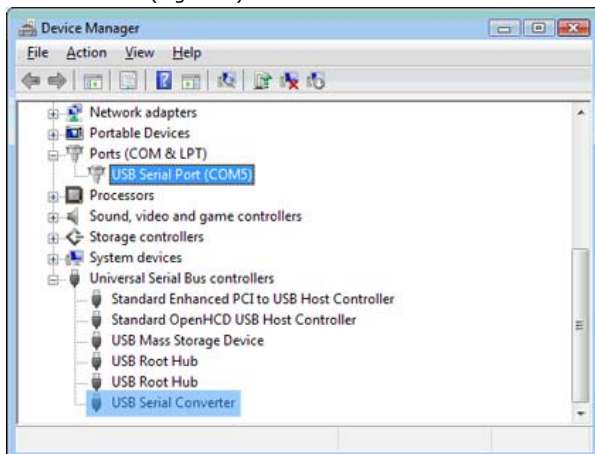 Device Manager
File Action View Help
Network adapters
Portable Devices
Ports (COM & LPT)
USB Serial Port (COM5)
Processors
Sound, video and game controllers
Storage controllers
System devices
Universal Serial Bus controllers
Standard Enhanced PCI to USB Host Controller
Standard OpenHCD USB Host Controller
USB Mass Storage Device
USB Root Hub
USB Root Hub
USB Serial Converter